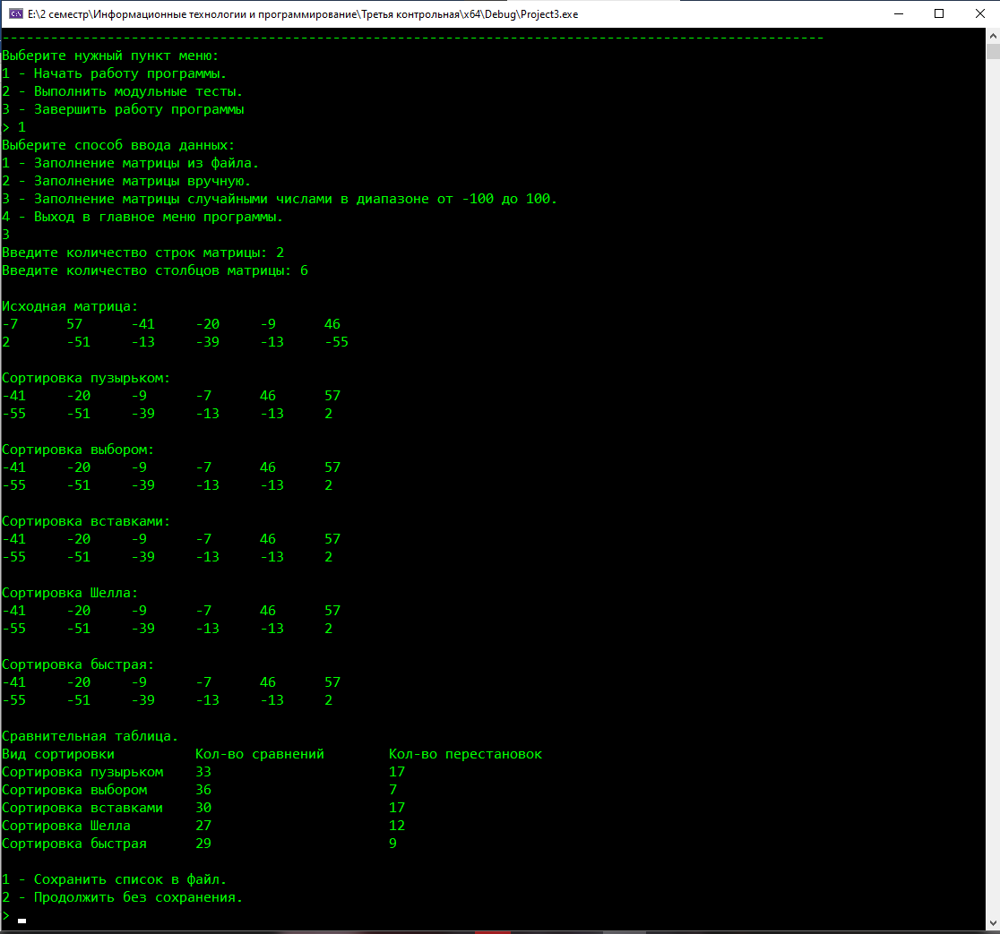 E:\2 семестр\Информационные технологии и программирование\Третья контрольная\x64\Debug\Project3.exe
------------------------------------------------------------------------------------------------------
Выберите нужный пункт меню:
1 - Начать работу программы.
2 - Выполнить модульные тесты.
3 - Завершить работу программы
> 1
Выберите способ ввода данных:
1 - Заполнение матрицы из файла.
2 - Заполнение матрицы вручную.
3 - Заполнение матрицы случайными числами в диапазоне от -100 до 100.
4 - Выход в главное меню программы.
3
Введите количество строк матрицы: 2
Введите количество столбцов матрицы: 6
Исходная матрица:
-7 57 -41 -20 -9 46
2 -51 -13 -39 -13 -55
Сортировка пузырьком:
-41 -20 -9 -7 46 57
-55 -51 -39 -13 -13 2
Сортировка выбором:
-41 -20 -9 -7 46 57
-55 -51 -39 -13 -13 2
Сортировка вставками:
-41 -20 -9 -7 46 57
-55 -51 -39 -13 -13 2
Сортировка Шелла:
-41 -20 -9 -7 46 57
-55 -51 -39 -13 -13 2
Сортировка быстрая:
-41 -20 -9 -7 46 57
-55 -51 -39 -13 -13 2
Сравнительная таблица.
Вид сортировки Кол-во сравнений Кол-во перестановок
Сортировка пузырьком 33 17
Сортировка выбором 36 7
Сортировка вставками 30 17
Сортировка Шелла 27 12
Сортировка быстрая 29 9
1 - Сохранить список в файл.
2 - Продолжить без сохранения.
>